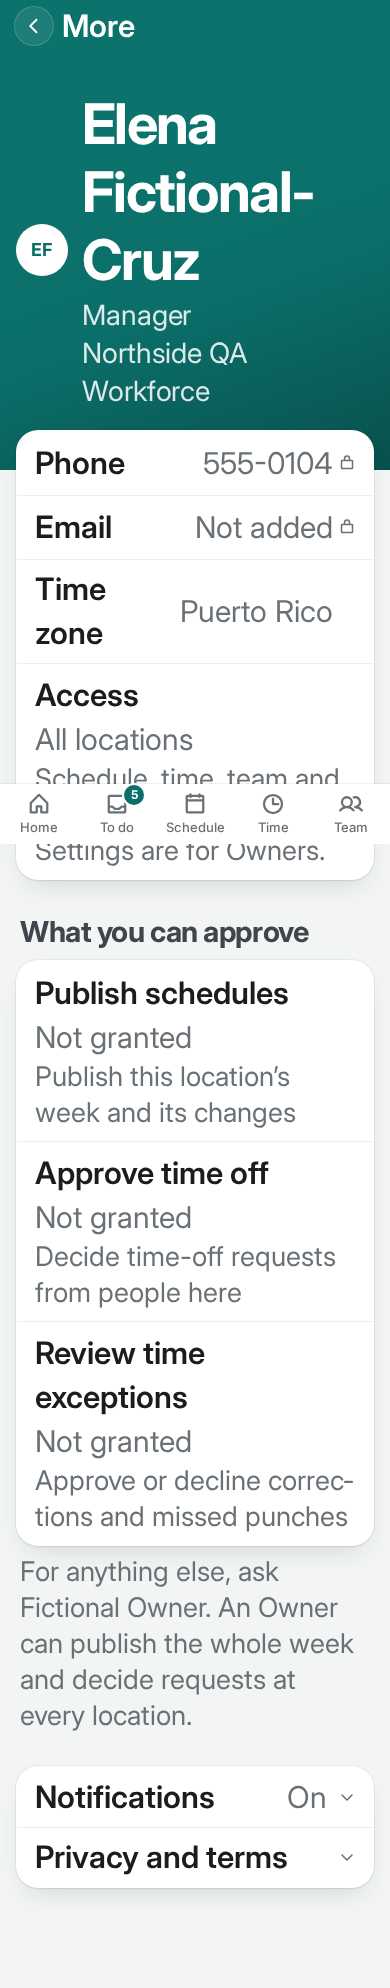 More
Elena
Fictional-
EF
Cruz
Manager
Northside QA
Workforce
Phone 555-0104
Email Not added
Time
zone
Puerto Rico
Access
All locations
Schedule, time, team and
5
Home To do Schedule Time Team
Settings are for Owners.
What you can approve
Publish schedules
Not granted
Publish this location’s
week and its changes
Approve time off
Not granted
Decide time-off requests
from people here
Review time
exceptions
Not granted
Approve or decline correc-
tions and missed punches
For anything else, ask
Fictional Owner. An Owner
can publish the whole week
and decide requests at
every location.
Notifications On
Privacy and terms